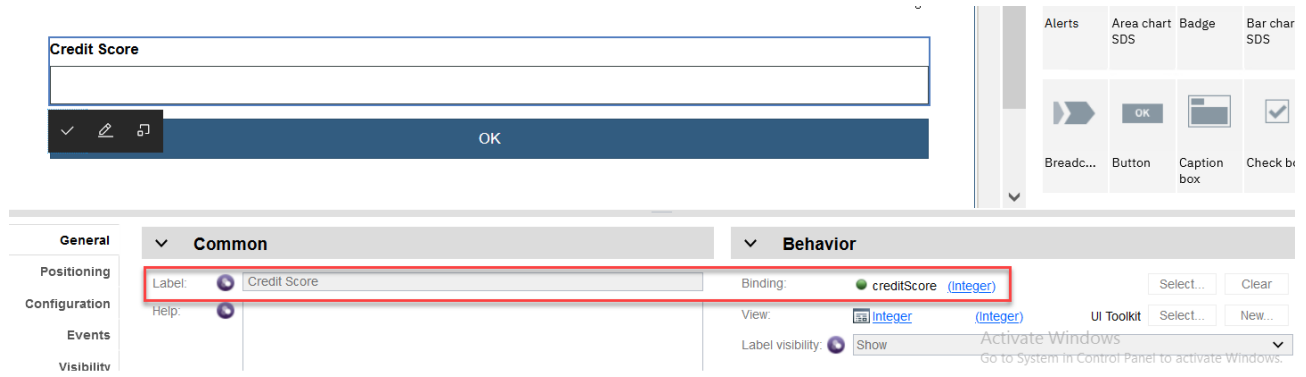 Credit Score
OK
Alerts
Area chart SDS
Badge
Bar char SDS
OK
Breadc...
Button
Caption box
Check b
General
Positioning
Configuration
Events
Visibility
Common
Label:
Credit Score
Help:
Behavior
Binding:
creditScore (Integer)
Select...
Clear
View:
Integer
(Integer)
UI Toolkit
Select...
New...
Label visibility:
Show
Activate Windows
Go to System in Control Panel to activate Windows.